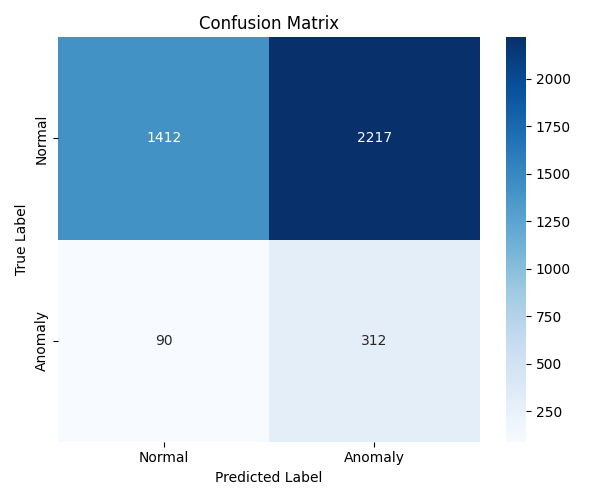 Confusion Matrix
True Label
Normal
1412
2217
Anomaly
90
312
Normal
Anomaly
Predicted Label
2000
1750
1500
1250
1000
750
500
250